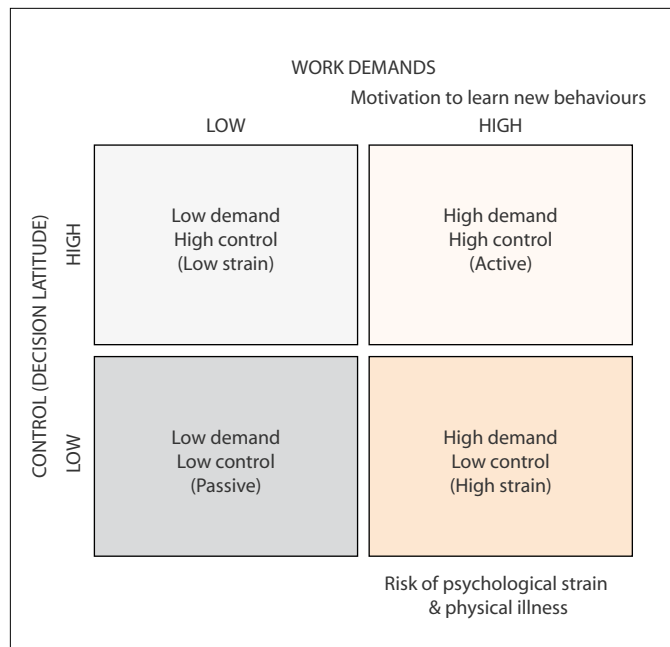 WORK DEMANDS
Motivation to learn new behaviours
LOW
HIGH
CONTROL (DECISION LATITUDE)
HIGH
Low demand
High control
(Low strain)
High demand
High control
(Active)
LOW
Low demand
Low control
(Passive)
High demand
Low control
(High strain)
Risk of psychological strain
& physical illness